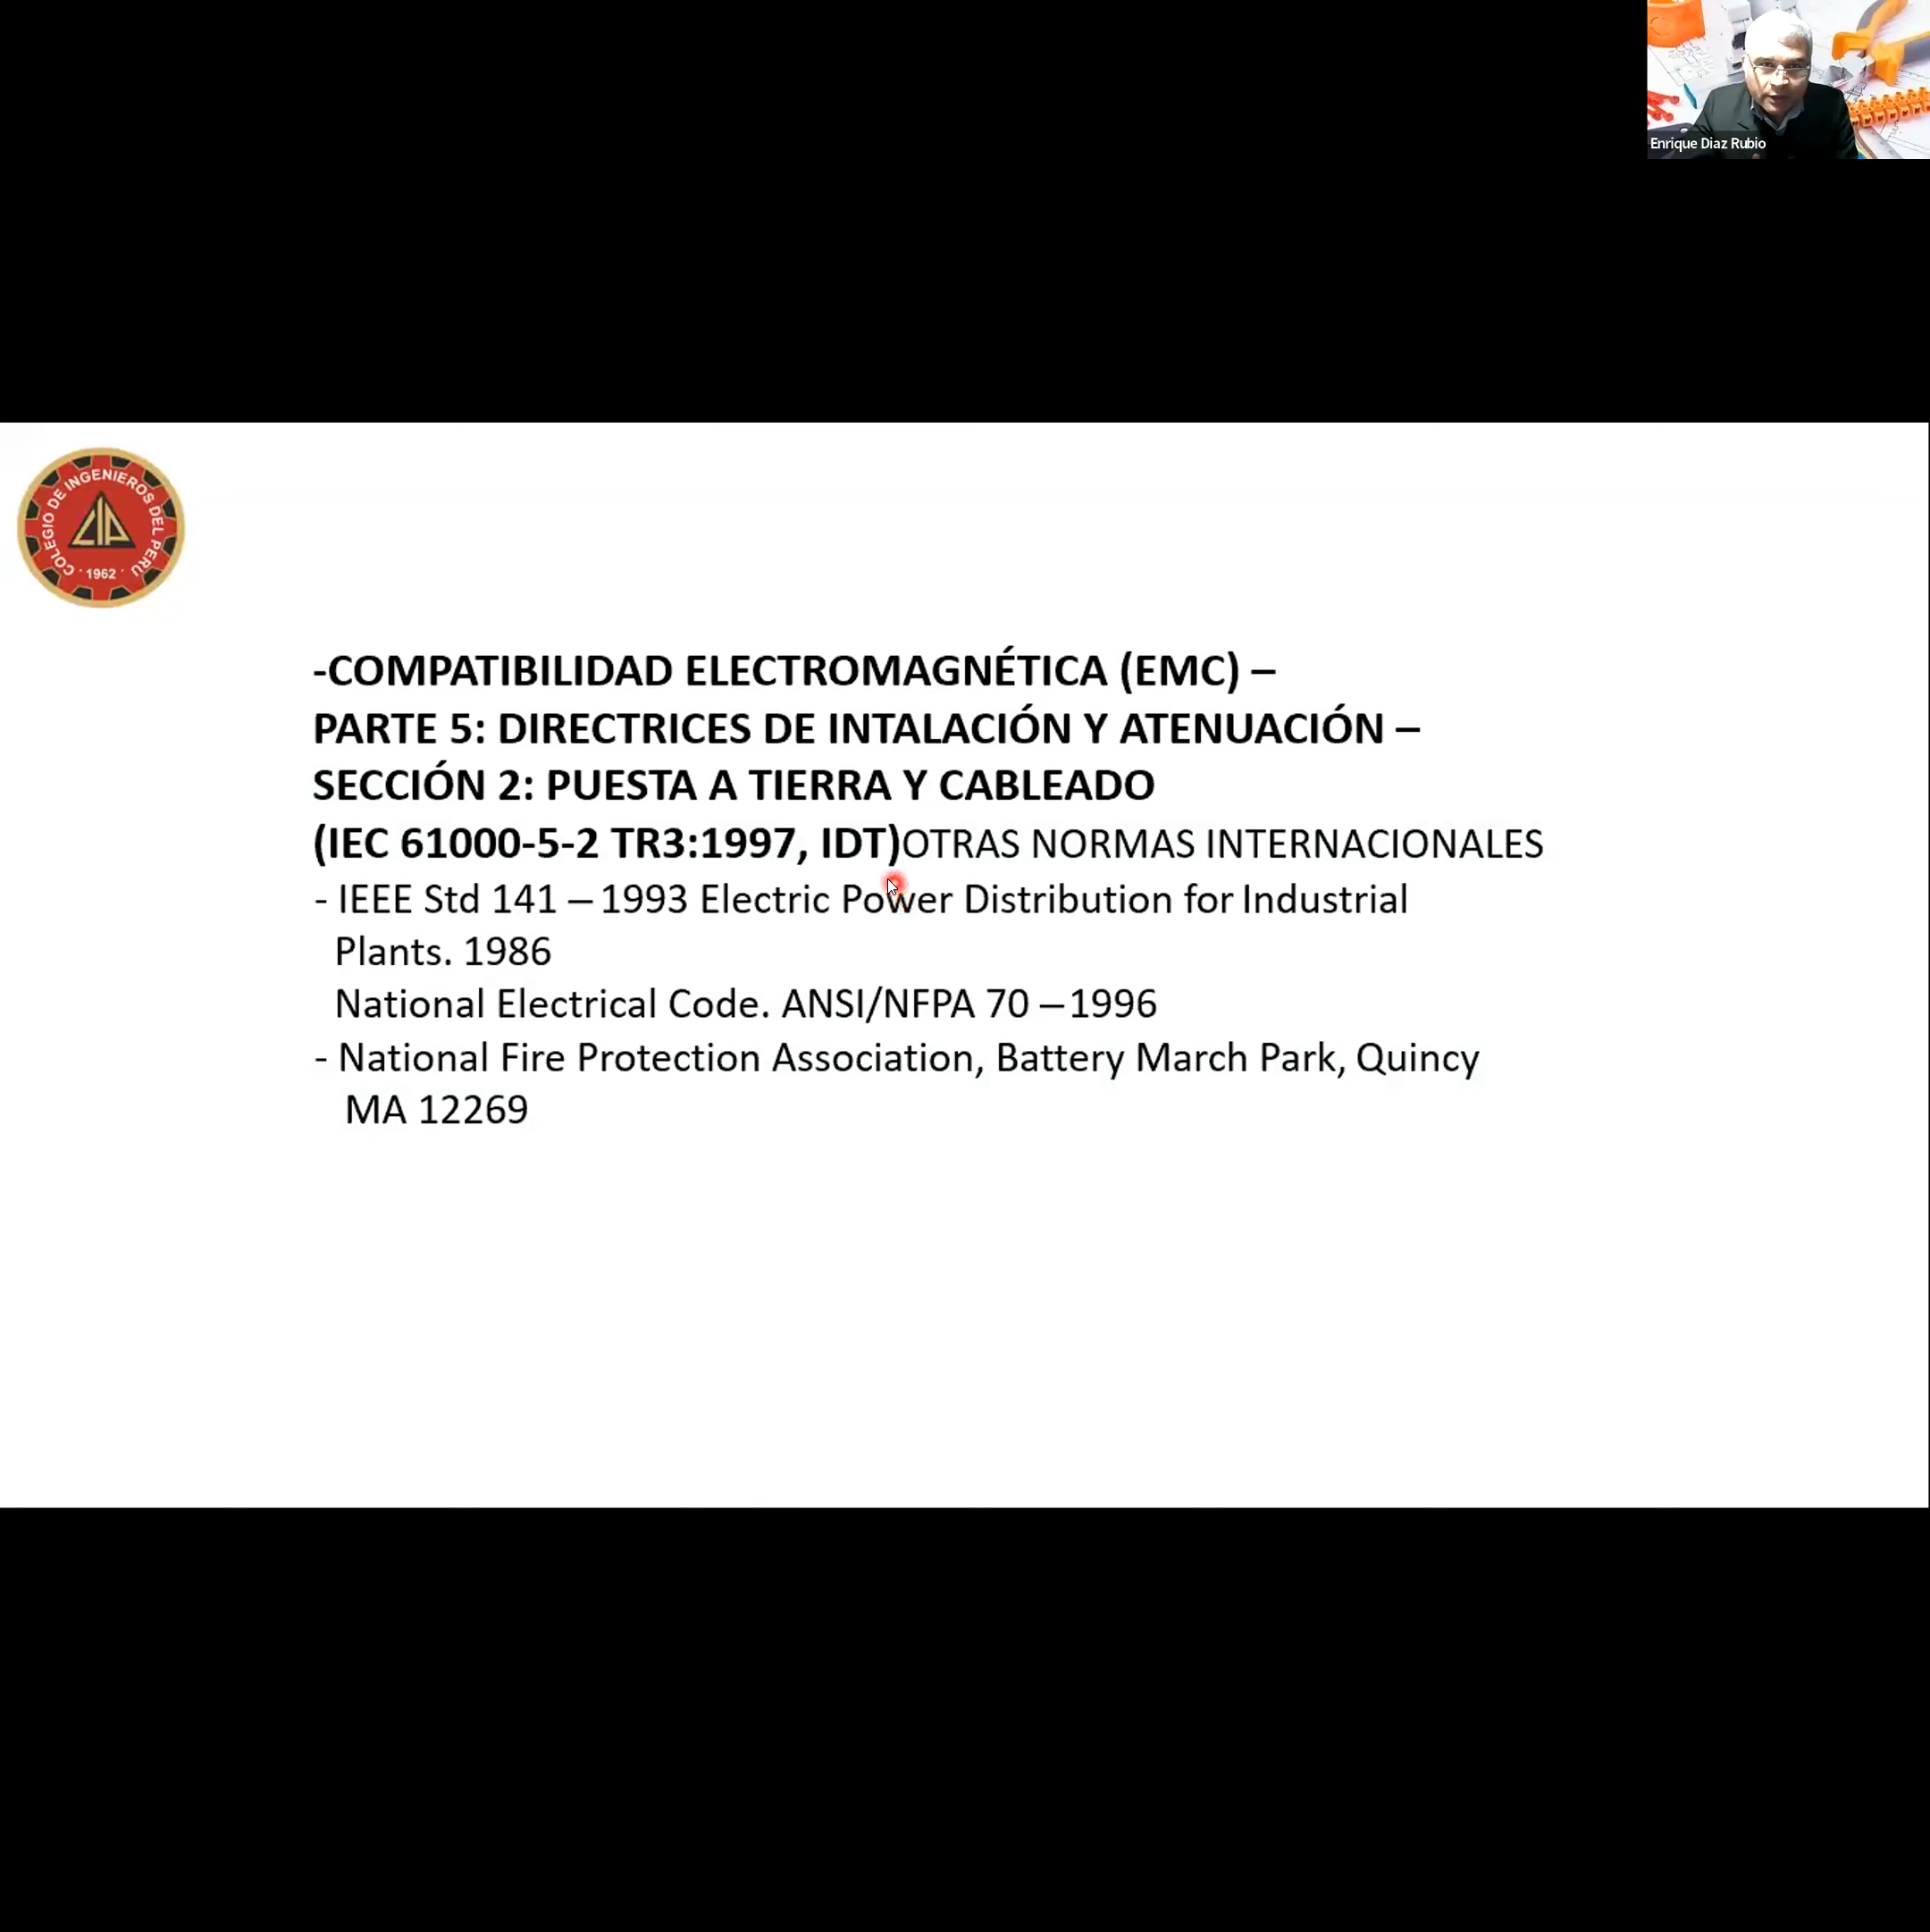 Enrique Diaz Rubio
COLEGIO DE INGENIEROS DEL PERU
CIP
· 1962 ·
-COMPATIBILIDAD ELECTROMAGNÉTICA (EMC) –
PARTE 5: DIRECTRICES DE INTALACIÓN Y ATENUACIÓN –
SECCIÓN 2: PUESTA A TIERRA Y CABLEADO
(IEC 61000-5-2 TR3:1997, IDT)OTRAS NORMAS INTERNACIONALES
- IEEE Std 141 – 1993 Electric Power Distribution for Industrial
Plants. 1986
National Electrical Code. ANSI/NFPA 70 – 1996
- National Fire Protection Association, Battery March Park, Quincy
MA 12269